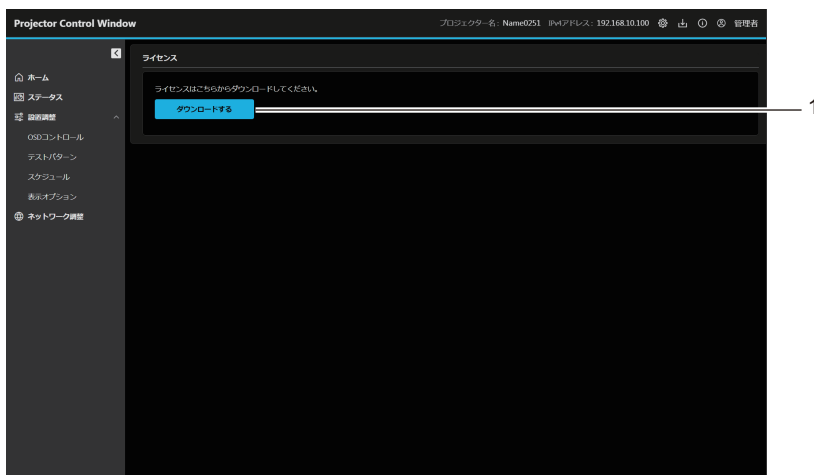 Projector Control Window
プロジェクター名: Name0251 IPv4アドレス: 192.168.10.100 管理者
ライセンス
ライセンスはこちらからダウンロードしてください。
ダウンロードする
1
ホーム
ステータス
設置調整
OSDコントロール
テストパターン
スケジュール
表示オプション
ネットワーク調整